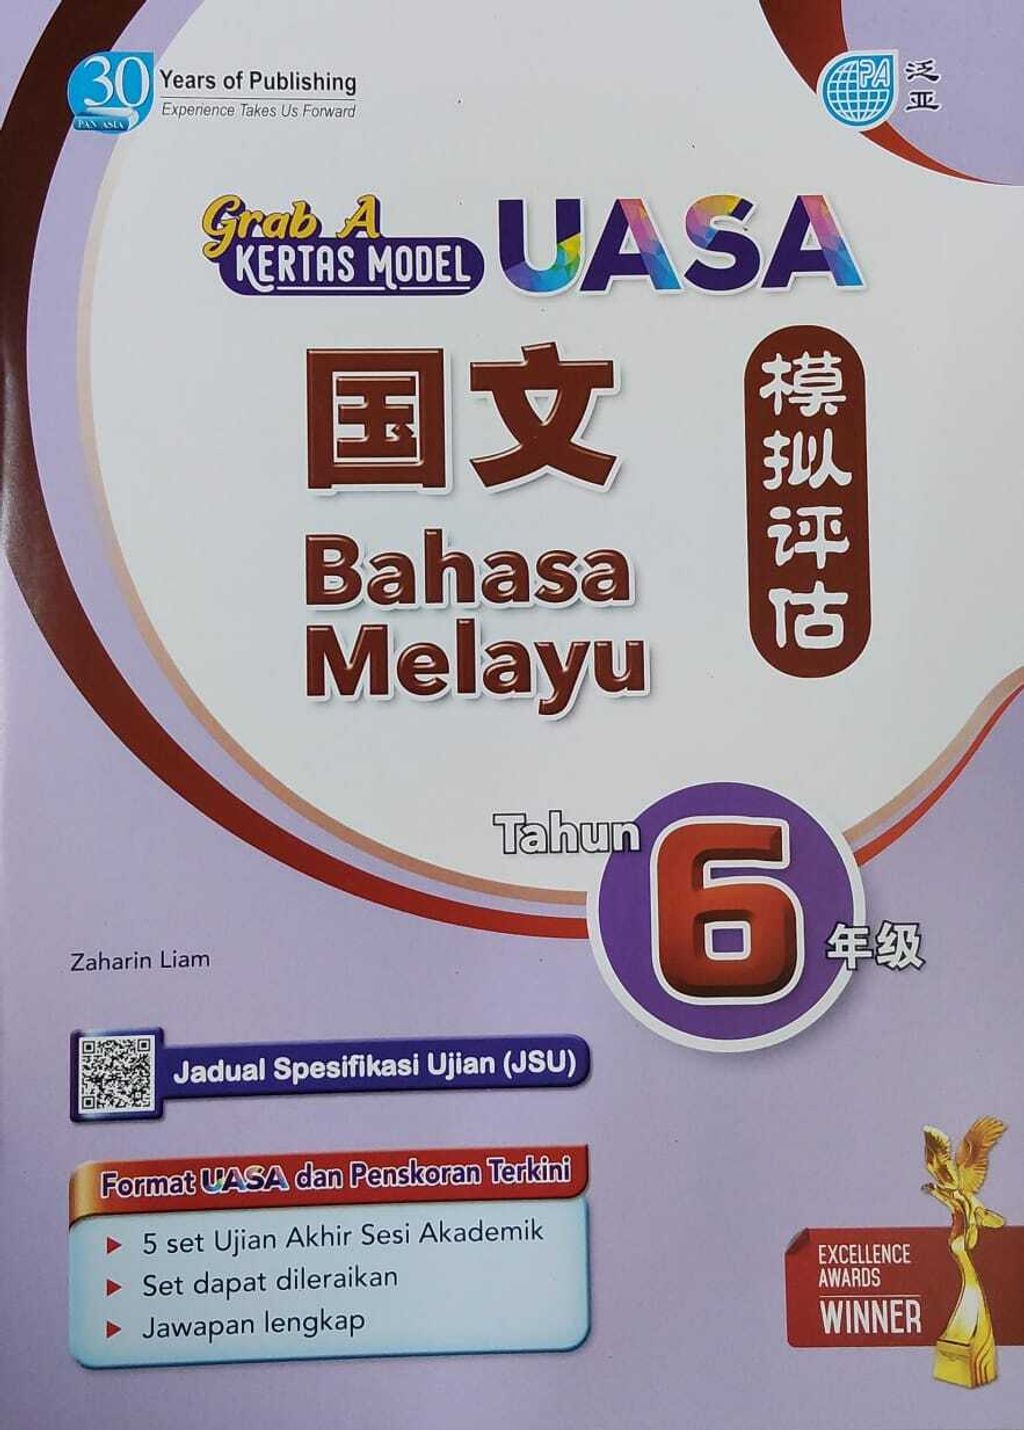 30
PAN ASIA
Years of Publishing
Experience Takes Us Forward
PA
泛亚
Grab A
KERTAS MODEL
UASA
国文
Bahasa
Melayu
模拟评估
Tahun
6
年级
Zaharin Liam
Jadual Spesifikasi Ujian (JSU)
Format UASA dan Penskoran Terkini
5 set Ujian Akhir Sesi Akademik
Set dapat dileraikan
Jawapan lengkap
EXCELLENCE
AWARDS
WINNER